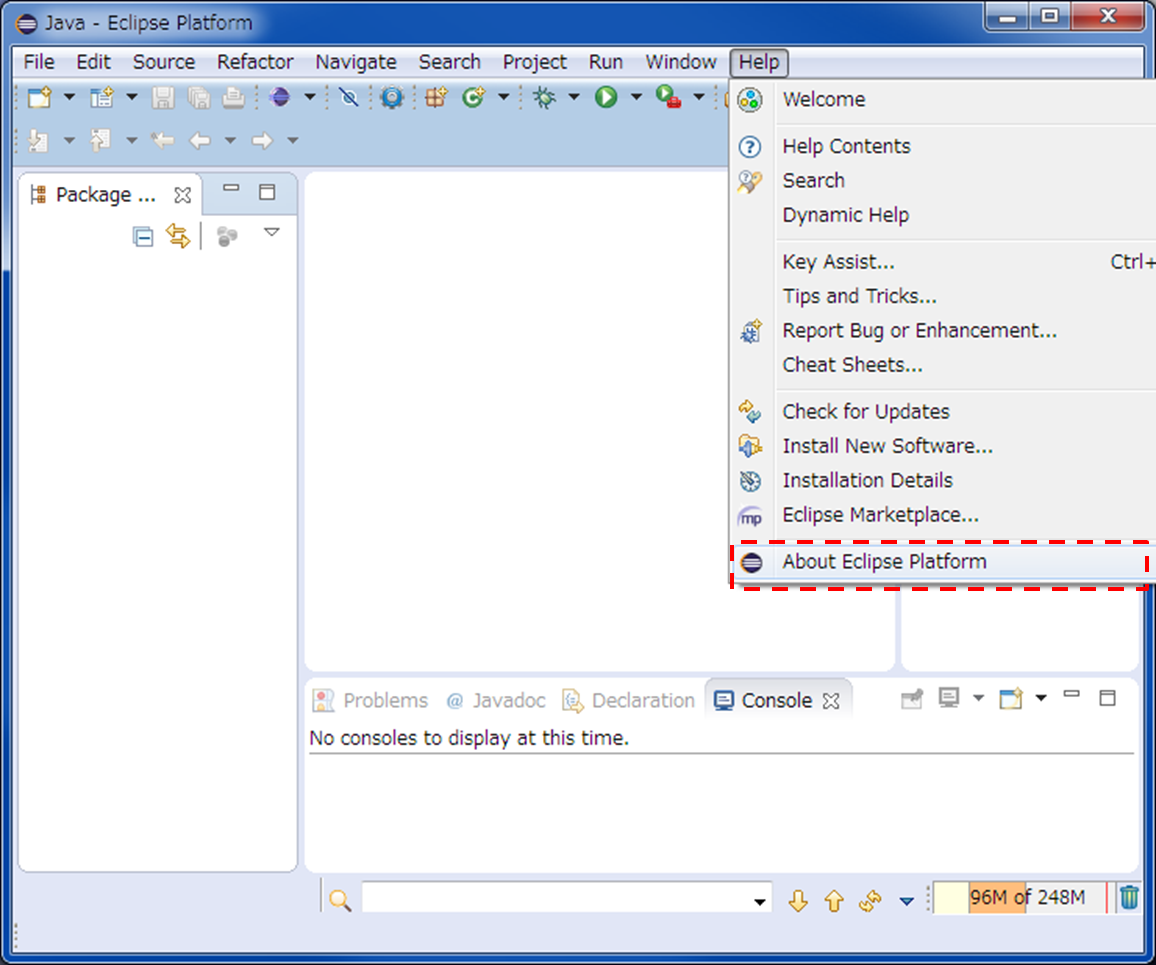 Java - Eclipse Platform
File Edit Source Refactor Navigate Search Project Run Window Help
Welcome
Help Contents
Search
Dynamic Help
Key Assist... Ctrl+
Tips and Tricks...
Report Bug or Enhancement...
Cheat Sheets...
Check for Updates
Install New Software...
Installation Details
mp Eclipse Marketplace...
About Eclipse Platform
Package ...
Problems @ Javadoc Declaration Console
No consoles to display at this time.
96M of 248M